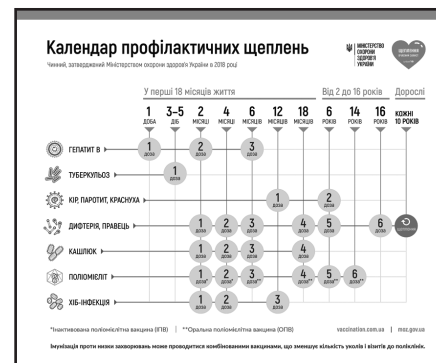 Календар профілактичних щеплень
Чинний, затверджений Міністерством охорони здоров'я України в 2018 році
МІНІСТЕРСТВО
ОХОРОНИ
ЗДОРОВ'Я
УКРАЇНИ
У перші 18 місяців життя Від 2 до 16 років Дорослі
1 3–5 2 4 6 12 18 6 14 16 КОЖНІ
ДОБА ДІБ МІСЯЦІ МІСЯЦІ МІСЯЦІВ МІСЯЦІВ МІСЯЦІВ РОКІВ РОКІВ РОКІВ 10 РОКІВ
ГЕПАТИТ В 1 доза 2 доза 3 доза
ТУБЕРКУЛЬОЗ 1 доза
КІР, ПАРОТИТ, КРАСНУХА 1 доза 2 доза
ДИФТЕРІЯ, ПРАВЕЦЬ 1 доза 2 доза 3 доза 4 доза 5 доза 6 доза
КАШЛЮК 1 доза 2 доза 3 доза 4 доза
ПОЛІОМІЄЛІТ 1 доза* 2 доза* 3 доза** 4 доза** 5 доза** 6 доза**
ХІБ-ІНФЕКЦІЯ 1 доза 2 доза 3 доза
*Інактивована поліомієлітна вакцина (ІПВ) | **Оральна поліомієлітна вакцина (ОПВ) vaccination.com.ua | moz.gov.ua
Імунізація проти низки захворювань може проводитися комбінованими вакцинами, що зменшує кількість уколів і візитів до поліклінік.